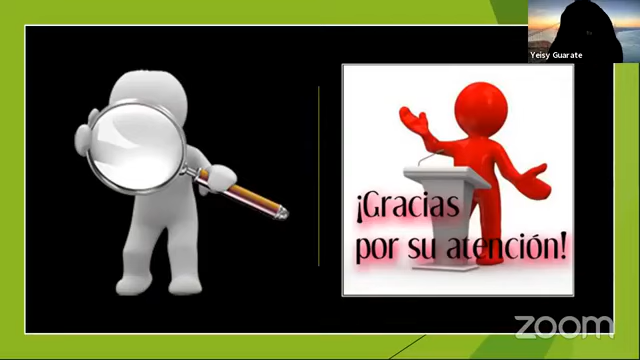 Yeisy Guarate
¡Gracias
por su atención!
zoom